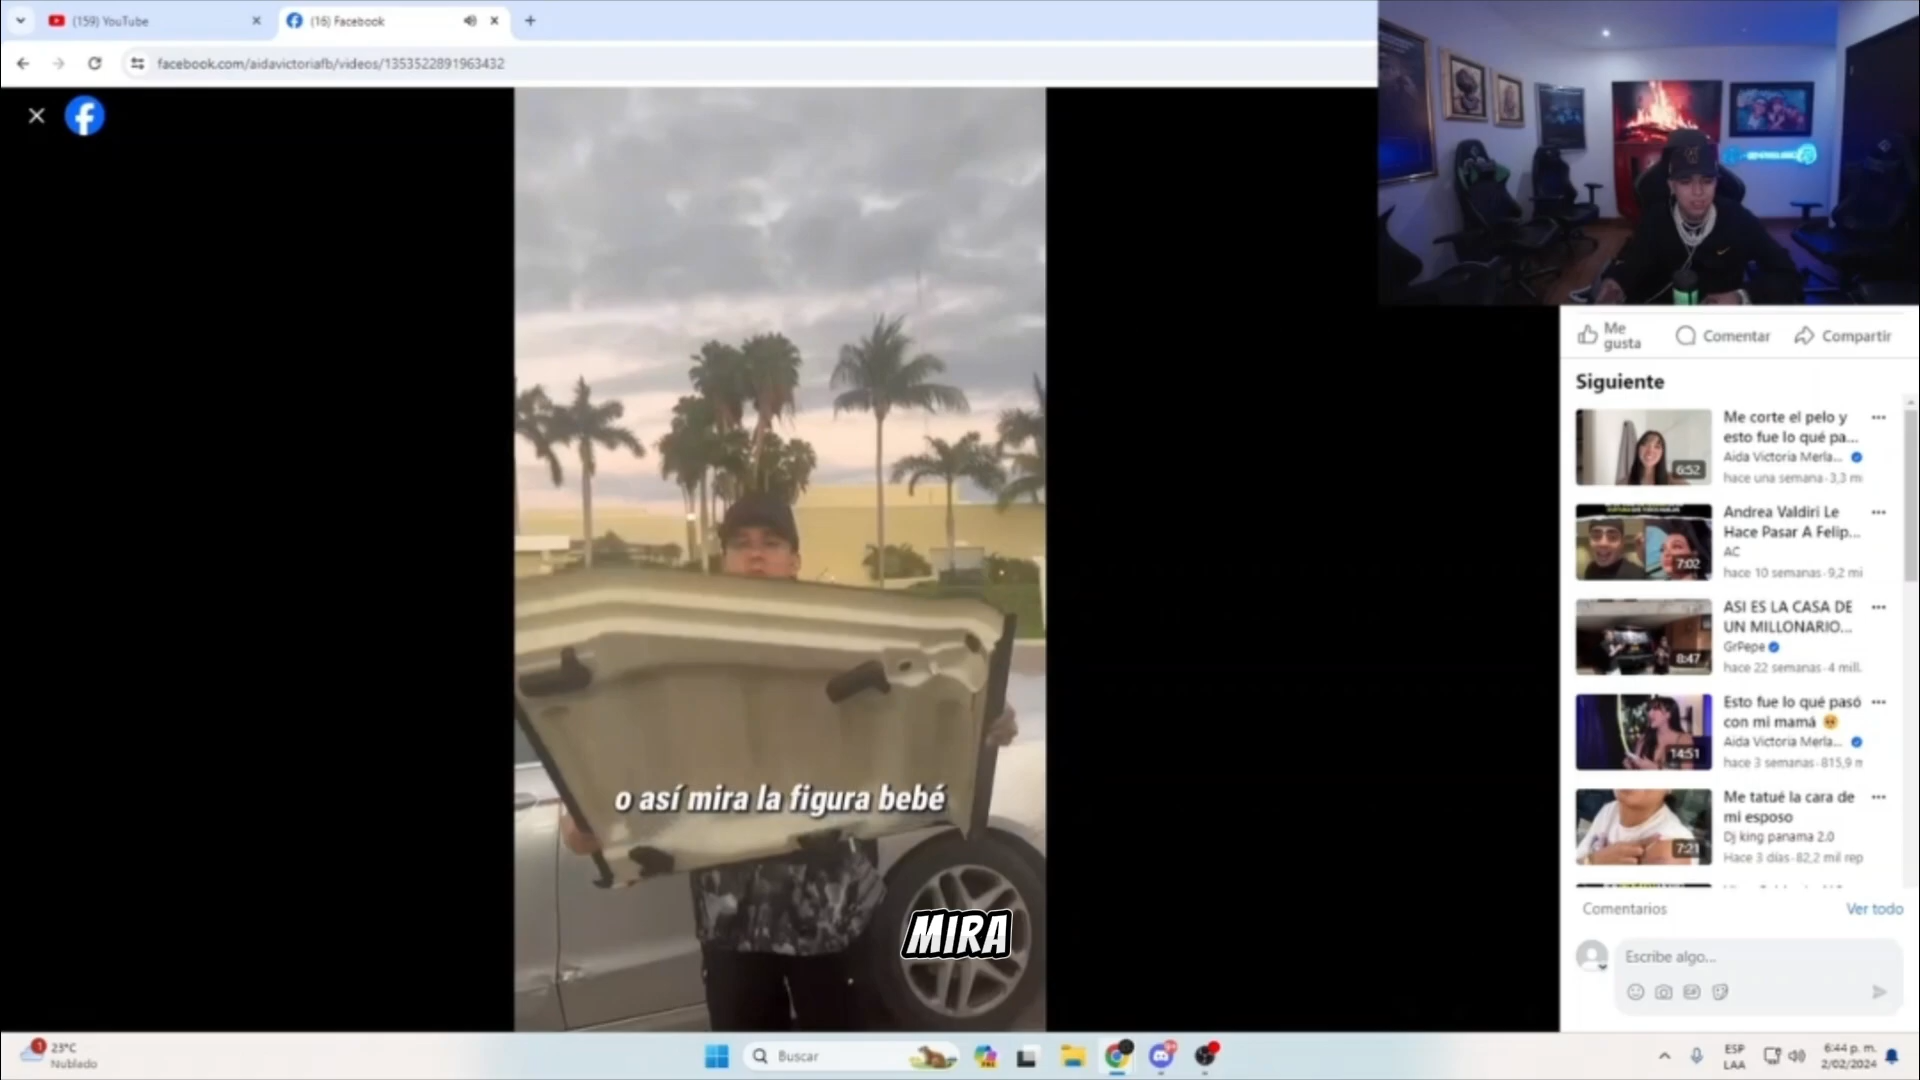 (159) YouTube
(16) Facebook
facebook.com/aidavictoriafb/videos/1353522891963432
o así mira la figura bebé
MIRA
Me gusta
Comentar
Compartir
Siguiente
Me corte el pelo y
esto fue lo qué pa...
Aida Victoria Merla...
hace una semana · 3,3 m
6:52
Andrea Valdiri Le
Hace Pasar A Felip...
AC
hace 10 semanas · 9,2 mi
7:02
ASI ES LA CASA DE
UN MILLONARIO...
GrPepe
hace 22 semanas · 4 mill.
8:47
Esto fue lo qué pasó
con mi mamá 🥺
Aida Victoria Merla...
hace 3 semanas · 815,9 m
14:51
Me tatué la cara de
mi esposo
Dj king panama 2.0
Hace 3 días · 82,2 mil rep
7:21
Comentarios
Ver todo
Escribe algo...
1
23°C
Nublado
Buscar
ESP
LAA
6:44 p. m.
2/02/2024